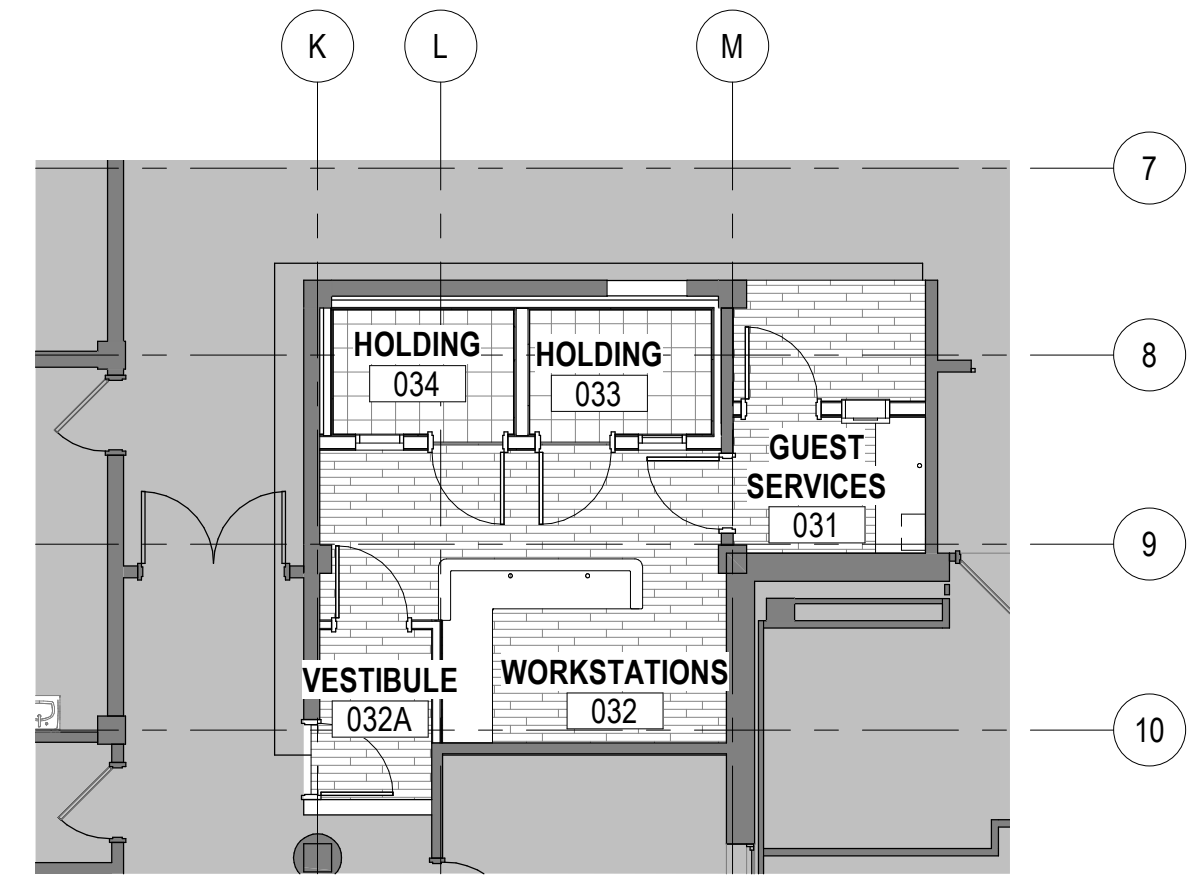 K
L
M
7
8
9
10
HOLDING
034
HOLDING
033
GUEST
SERVICES
031
VESTIBULE
032A
WORKSTATIONS
032